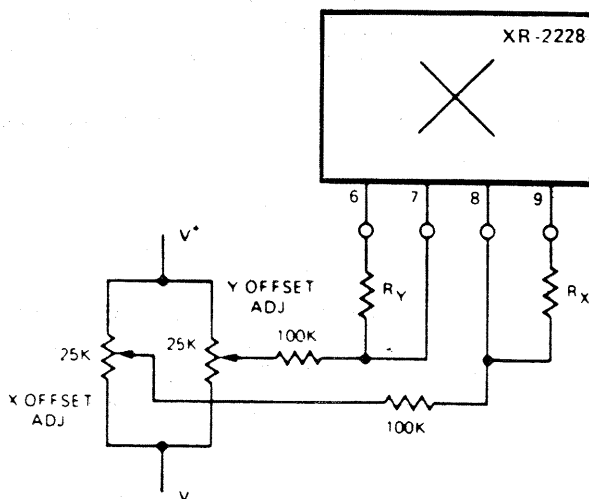 XR-2228
6 7 8 9
V+
Y OFFSET
ADJ
RY
RX
100K
25K
25K
X OFFSET
ADJ
100K
V